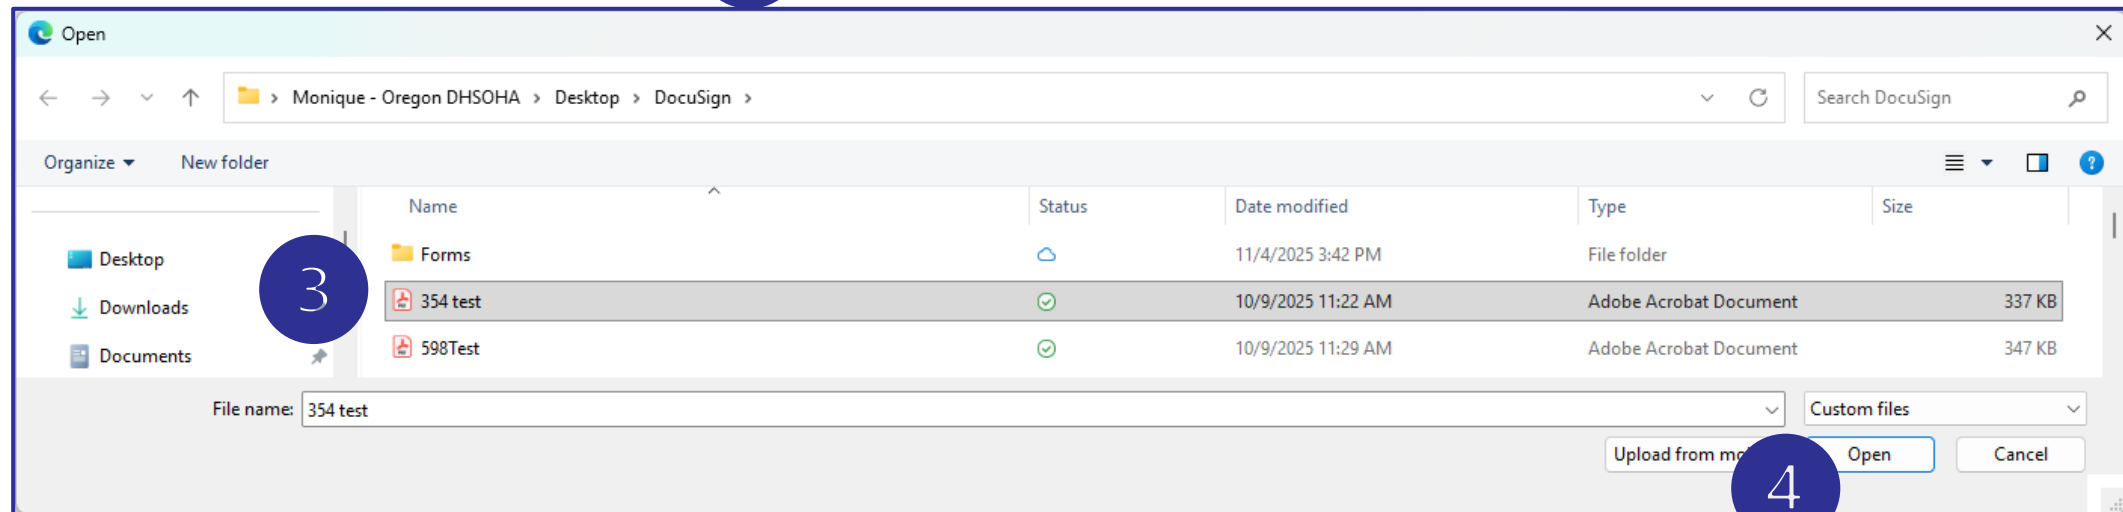 Open
Monique - Oregon DHSOHA > Desktop > DocuSign >
Search DocuSign
Organize New folder
?
Name Status Date modified Type Size
Desktop
Forms 11/4/2025 3:42 PM File folder
3
Downloads
354 test 10/9/2025 11:22 AM Adobe Acrobat Document 337 KB
Documents
598Test 10/9/2025 11:29 AM Adobe Acrobat Document 347 KB
File name: 354 test
Custom files
Upload from
Open
Cancel
4